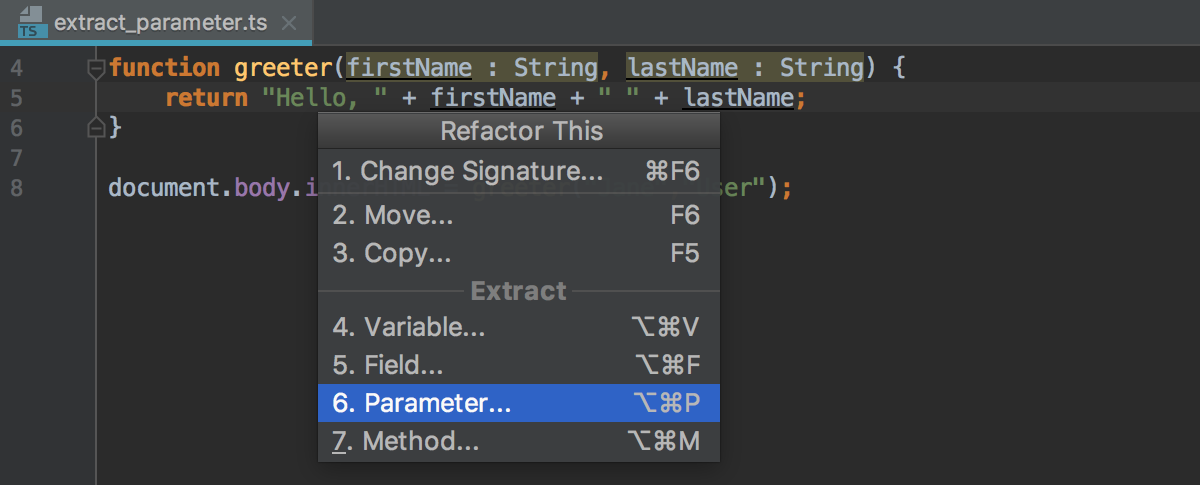 TS extract_parameter.ts ×
4 function greeter(firstName : String, lastName : String) {
5 return "Hello, " + firstName + " " + lastName;
6 }
7
8 document.body.i ser");
Refactor This
1. Change Signature... ⌘F6
2. Move... F6
3. Copy... F5
Extract
4. Variable... ⌥⌘V
5. Field... ⌥⌘F
6. Parameter... ⌥⌘P
7. Method... ⌥⌘M